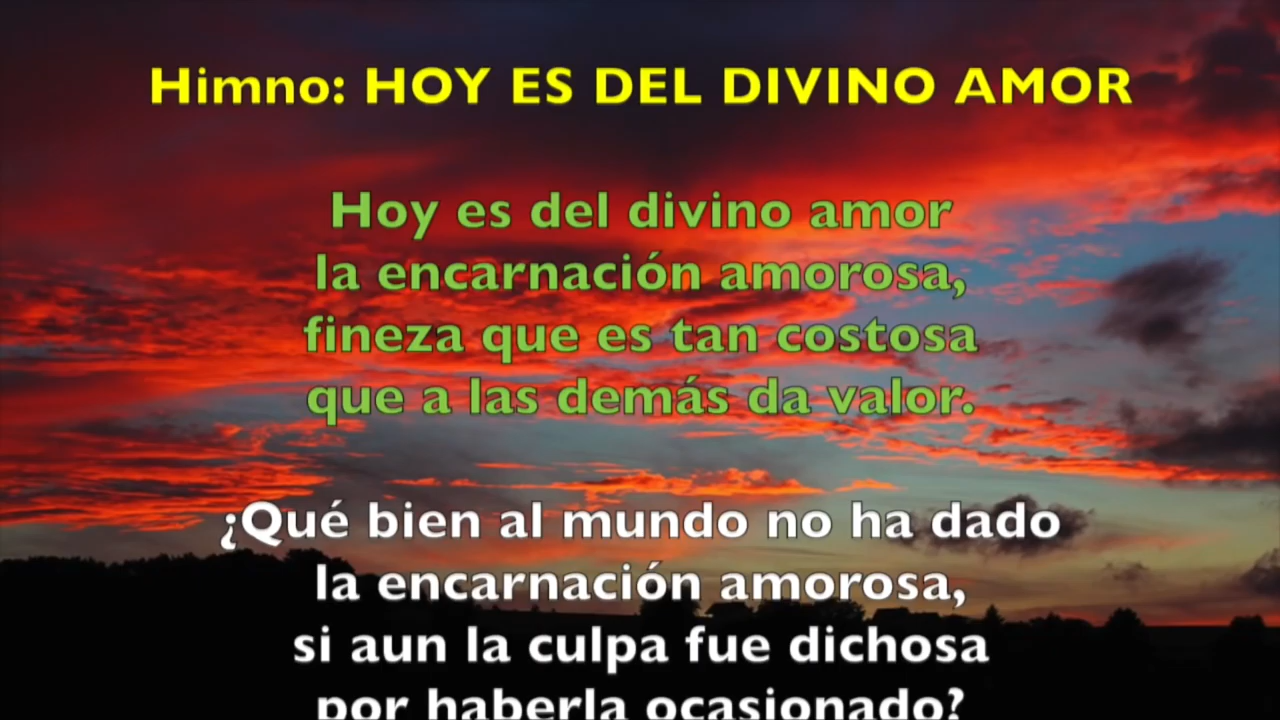 Himno: HOY ES DEL DIVINO AMOR
Hoy es del divino amor
la encarnación amorosa,
fineza que es tan costosa
que a las demás da valor.
¿Qué bien al mundo no ha dado
la encarnación amorosa,
si aun la culpa fue dichosa
por haberla ocasionado?